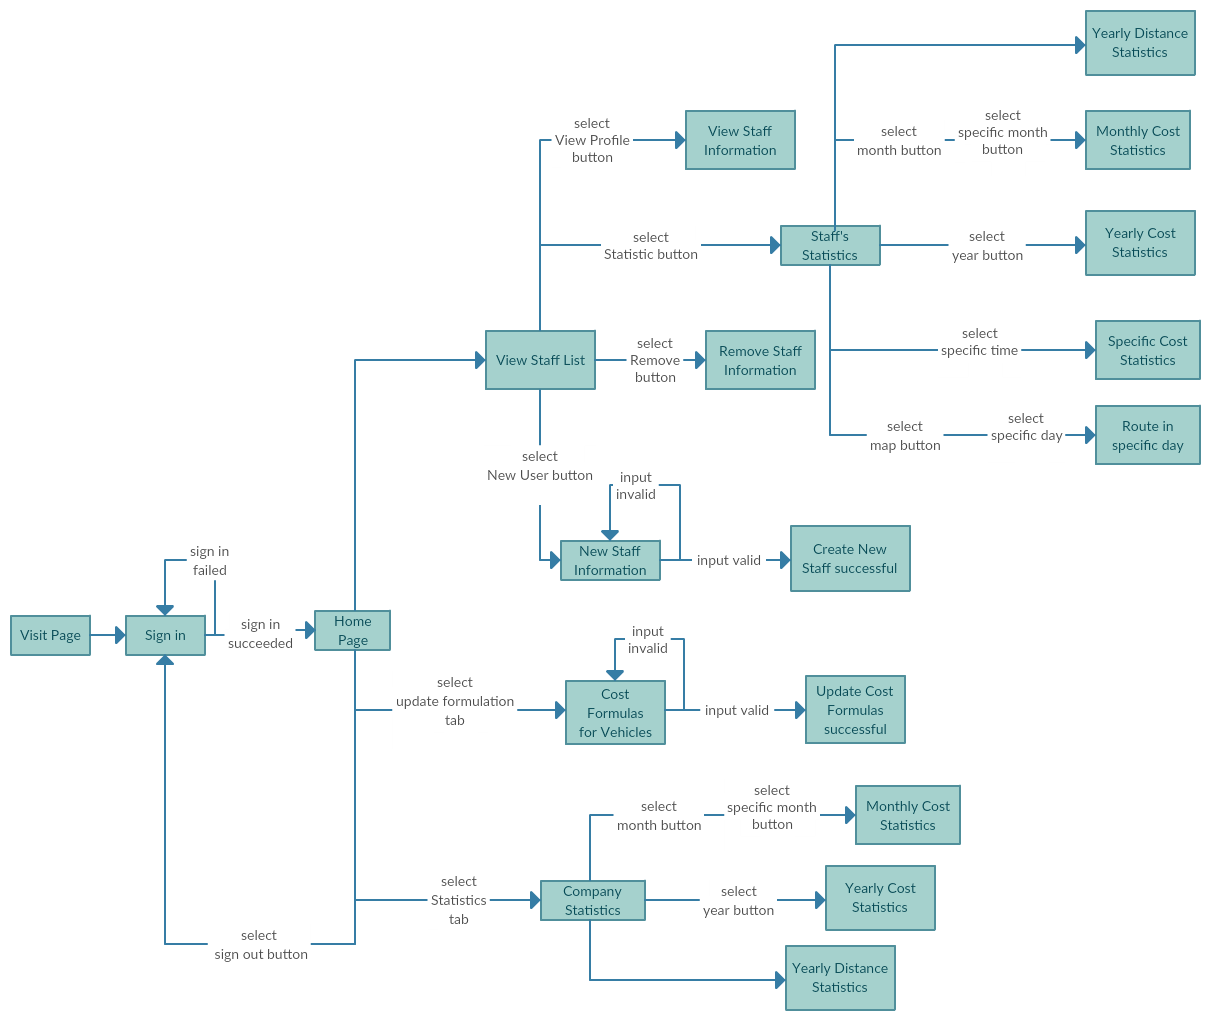 Yearly Distance
Statistics
select
View Profile
button
View Staff
Information
select
month button
select
specific month
button
Monthly Cost
Statistics
select
Statistic button
Staff's
Statistics
select
year button
Yearly Cost
Statistics
View Staff List
select
Remove
button
Remove Staff
Information
select
specific time
Specific Cost
Statistics
select
map button
select
specific day
Route in
specific day
select
New User button
input
invalid
New Staff
Information
input valid
Create New
Staff successful
sign in
failed
Visit Page
Sign in
sign in
succeeded
Home
Page
input
invalid
select
update formulation
tab
Cost
Formulas
for Vehicles
input valid
Update Cost
Formulas
successful
select
month button
select
specific month
button
Monthly Cost
Statistics
select
Statistics
tab
Company
Statistics
select
year button
Yearly Cost
Statistics
select
sign out button
Yearly Distance
Statistics